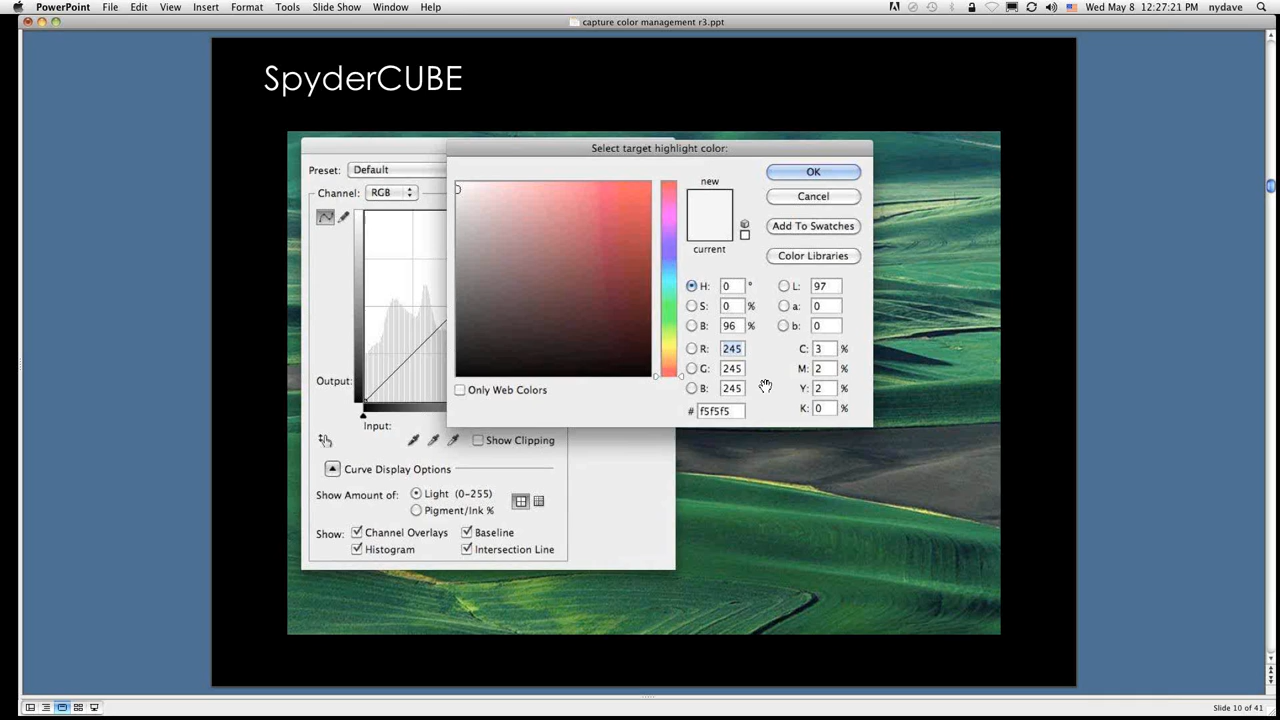 PowerPoint File Edit View Insert Format Tools Slide Show Window Help Wed May 8 12:27:21 PM nydave
capture color management r3.ppt
SpyderCUBE
Select target highlight color:
Preset: Default
Channel: RGB
new
current
OK
Cancel
Add To Swatches
Color Libraries
H: 0 ° L: 97
S: 0 % a: 0
B: 96 % b: 0
R: 245 C: 3 %
G: 245 M: 2 %
B: 245 Y: 2 %
# f5f5f5 K: 0 %
Only Web Colors
Output:
Input:
Show Clipping
Curve Display Options
Show Amount of: Light (0-255)
Pigment/Ink %
Show: Channel Overlays Baseline
Histogram Intersection Line
Slide 10 of 41